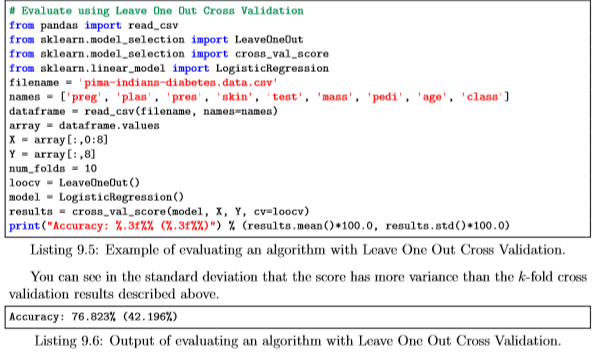 # Evaluate using Leave One Out Cross Validation
from pandas import read_csv
from sklearn.model_selection import LeaveOneOut
from sklearn.model_selection import cross_val_score
from sklearn.linear_model import LogisticRegression
filename = 'pima-indians-diabetes.data.csv'
names = ['preg', 'plas', 'pres', 'skin', 'test', 'mass', 'pedi', 'age', 'class']
dataframe = read_csv(filename, names=names)
array = dataframe.values
X = array[:,0:8]
Y = array[:,8]
num_folds = 10
loocv = LeaveOneOut()
model = LogisticRegression()
results = cross_val_score(model, X, Y, cv=loocv)
print("Accuracy: %.3f%% (%.3f%%)") % (results.mean()*100.0, results.std()*100.0)
Listing 9.5: Example of evaluating an algorithm with Leave One Out Cross Validation.
You can see in the standard deviation that the score has more variance than the k-fold cross
validation results described above.
Accuracy: 76.823% (42.196%)
Listing 9.6: Output of evaluating an algorithm with Leave One Out Cross Validation.